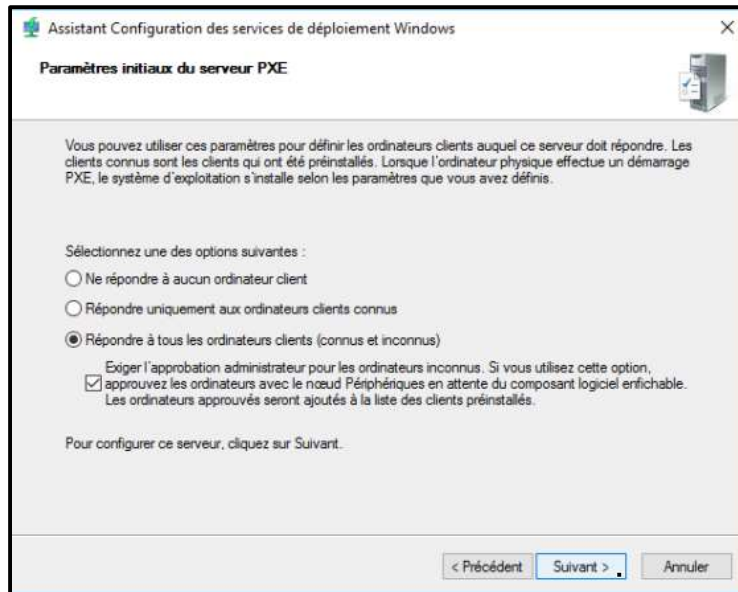 Assistant Configuration des services de déploiement Windows
Paramètres initiaux du serveur PXE
Vous pouvez utiliser ces paramètres pour définir les ordinateurs clients auquel ce serveur doit répondre. Les
clients connus sont les clients qui ont été préinstallés. Lorsque l'ordinateur physique effectue un démarrage
PXE, le système d'exploitation s'installe selon les paramètres que vous avez définis.
Sélectionnez une des options suivantes :
Ne répondre à aucun ordinateur client
Répondre uniquement aux ordinateurs clients connus
Répondre à tous les ordinateurs clients (connus et inconnus)
Exiger l'approbation administrateur pour les ordinateurs inconnus. Si vous utilisez cette option,
approuvez les ordinateurs avec le nœud Périphériques en attente du composant logiciel enfichable.
Les ordinateurs approuvés seront ajoutés à la liste des clients préinstallés.
Pour configurer ce serveur, cliquez sur Suivant.
< Précédent Suivant > Annuler